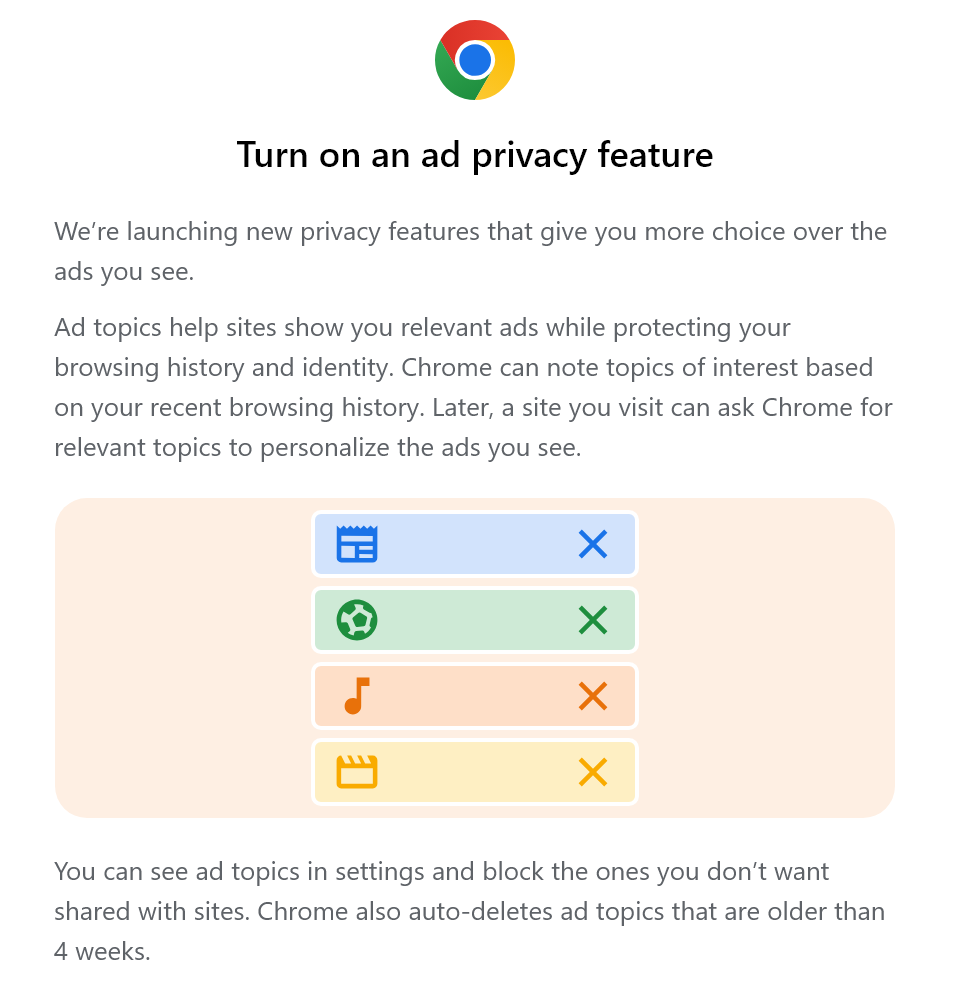 Turn on an ad privacy feature
We’re launching new privacy features that give you more choice over the
ads you see.
Ad topics help sites show you relevant ads while protecting your
browsing history and identity. Chrome can note topics of interest based
on your recent browsing history. Later, a site you visit can ask Chrome for
relevant topics to personalize the ads you see.
You can see ad topics in settings and block the ones you don’t want
shared with sites. Chrome also auto-deletes ad topics that are older than
4 weeks.